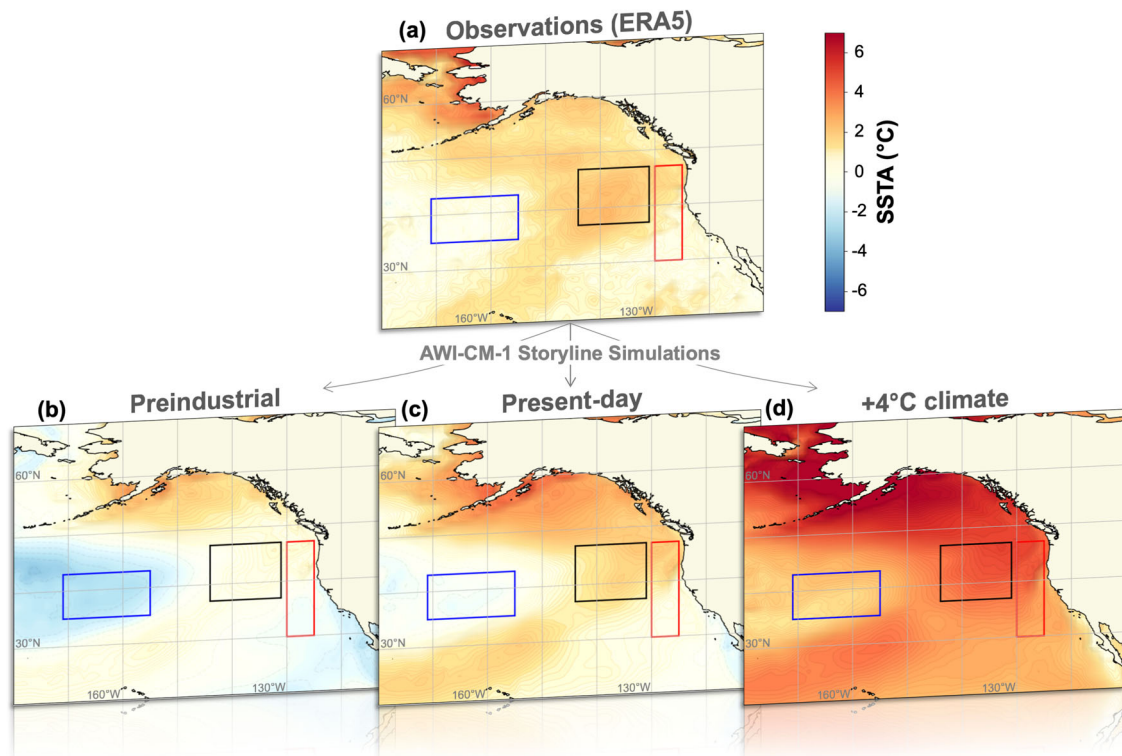 (a) Observations (ERA5)
60°N
30°N
160°W
130°W
6
4
2
0
-2
-4
-6
SSTA (°C)
AWI-CM-1 Storyline Simulations
(b) Preindustrial
60°N
30°N
160°W
130°W
(c) Present-day
60°N
30°N
160°W
130°W
(d) +4°C climate
60°N
30°N
160°W
130°W